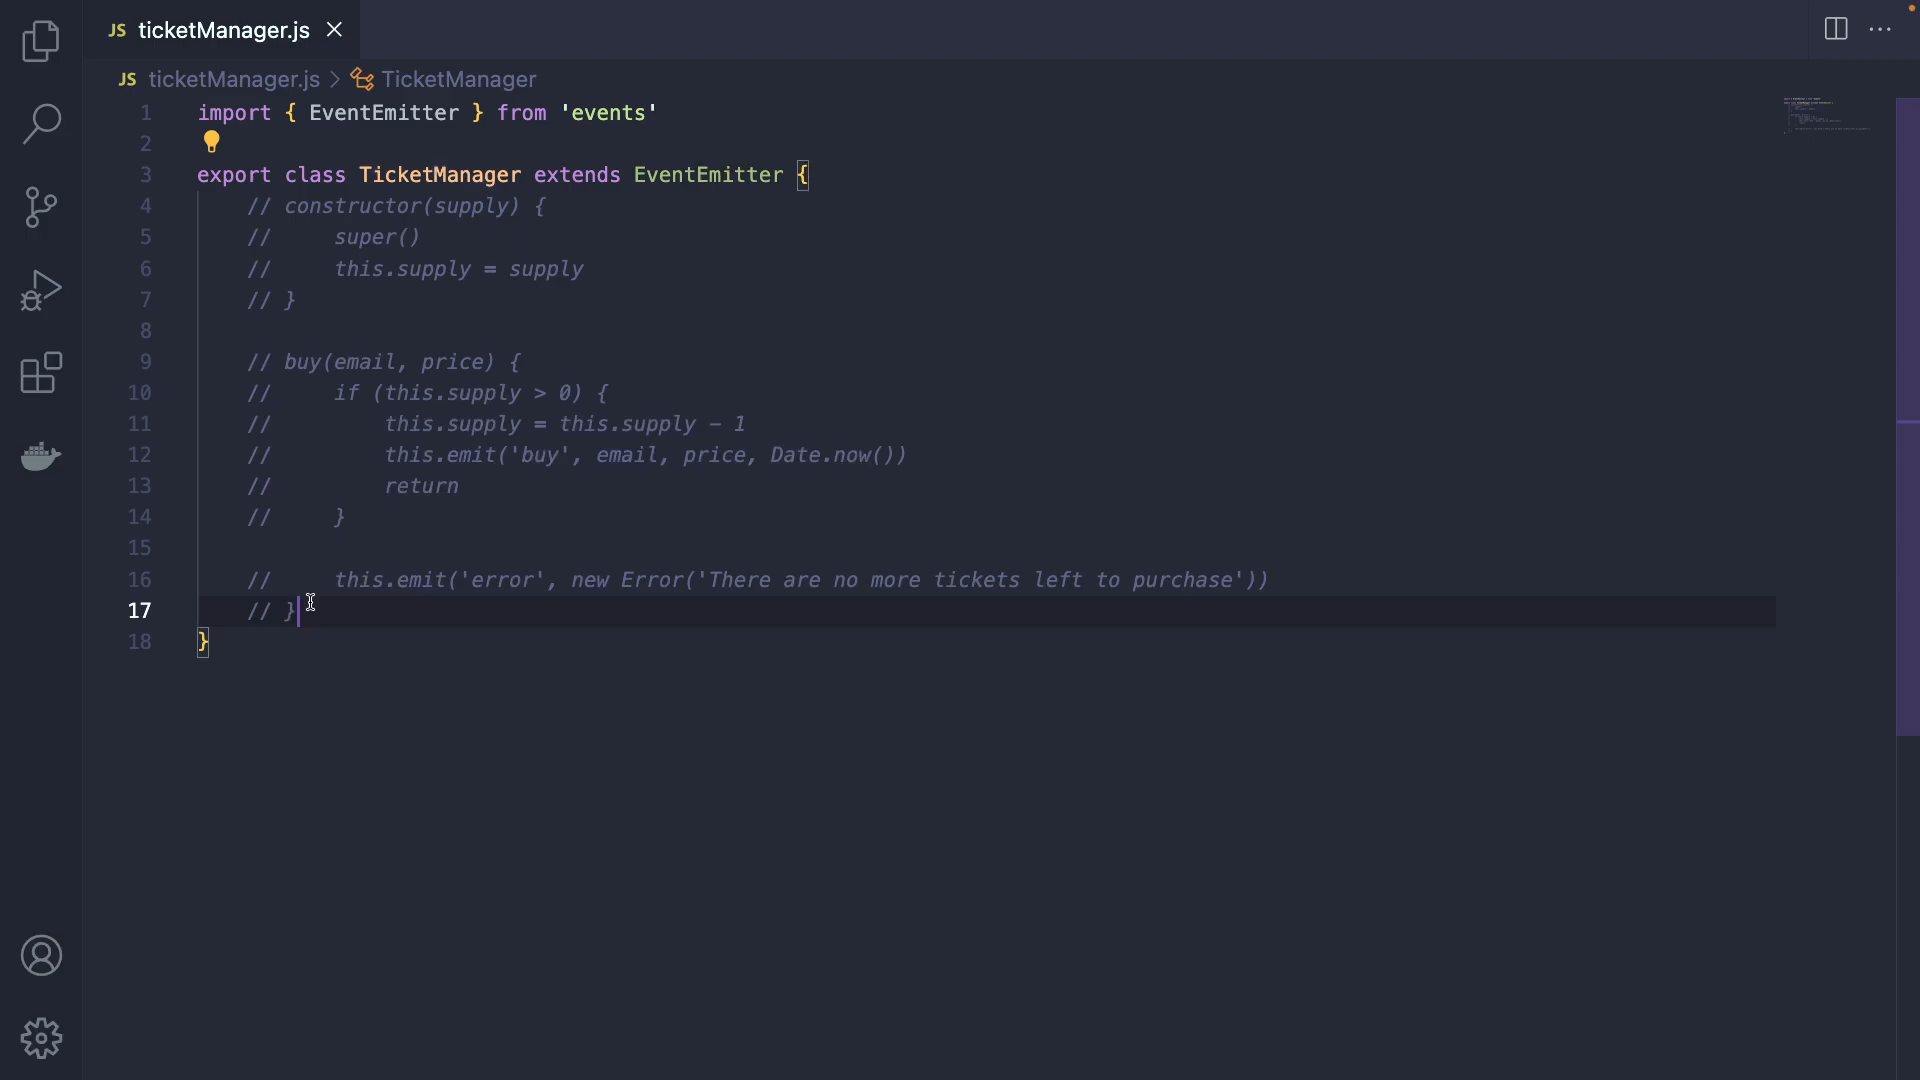 JS ticketManager.js
JS ticketManager.js > TicketManager
1 import { EventEmitter } from 'events'
2
3 export class TicketManager extends EventEmitter {
4     // constructor(supply) {
5     //     super()
6     //     this.supply = supply
7     // }
8
9     // buy(email, price) {
10     //     if (this.supply > 0) {
11     //         this.supply = this.supply - 1
12     //         this.emit('buy', email, price, Date.now())
13     //         return
14     //     }
15
16     //     this.emit('error', new Error('There are no more tickets left to purchase'))
17     // }
18 }